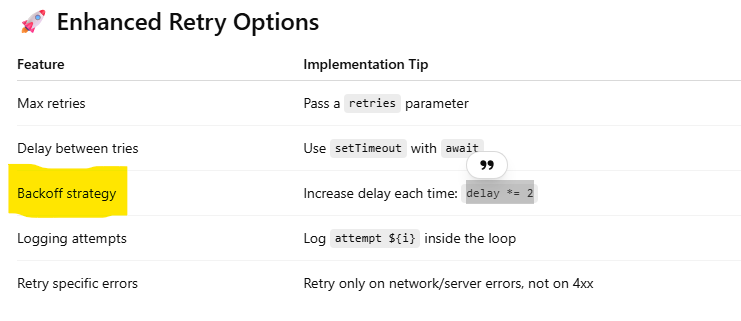 🚀 Enhanced Retry Options
Feature Implementation Tip
Max retries Pass a retries parameter
Delay between tries Use setTimeout with await
Backoff strategy Increase delay each time: delay *= 2
Logging attempts Log attempt ${i} inside the loop
Retry specific errors Retry only on network/server errors, not on 4xx